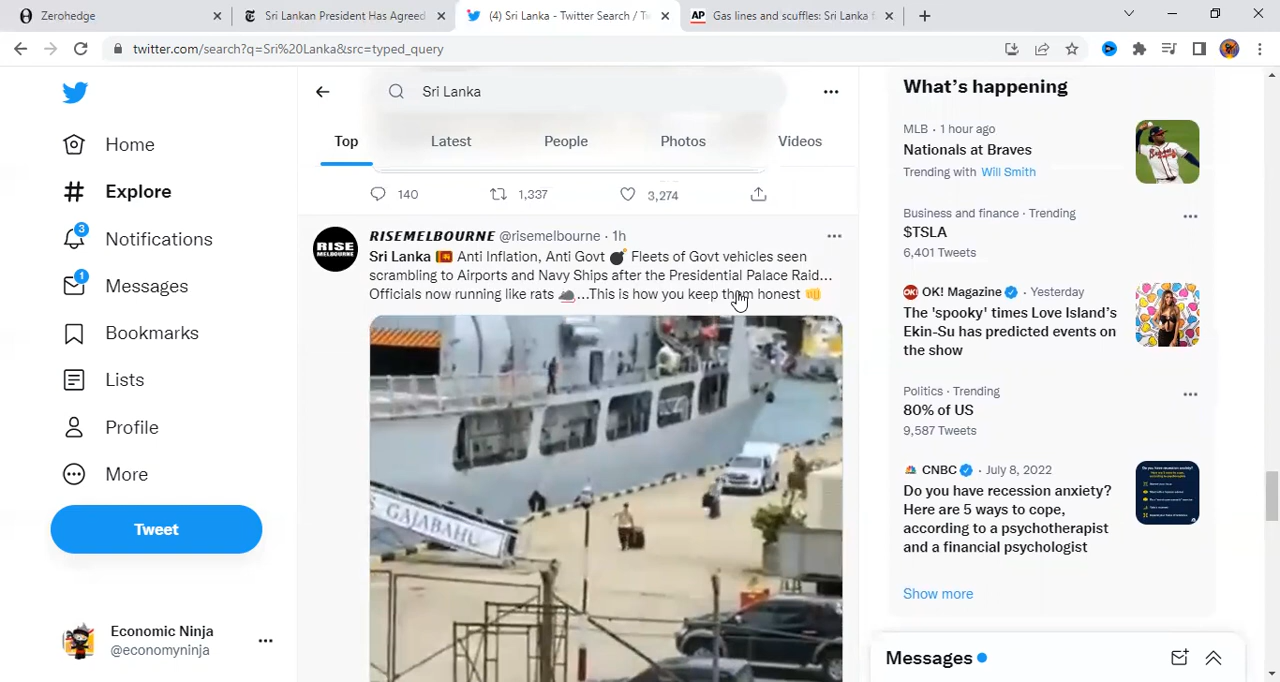 Zerohedge
Sri Lankan President Has Agreed
(4) Sri Lanka - Twitter Search / Tw
AP Gas lines and scuffles: Sri Lanka f
twitter.com/search?q=Sri%20Lanka&src=typed_query
Sri Lanka
Top Latest People Photos Videos
Home
Explore
3
Notifications
1
Messages
Bookmarks
Lists
Profile
More
Tweet
Economic Ninja
@economyninja
140 1,337 3,274
RISE
MELBOURNE
RISEMELBOURNE @risemelbourne · 1h
Sri Lanka 🇱🇰 Anti Inflation, Anti Govt 💣 Fleets of Govt vehicles seen
scrambling to Airports and Navy Ships after the Presidential Palace Raid...
Officials now running like rats 🐀...This is how you keep them honest 👊
GAJABAHU
What's happening
MLB · 1 hour ago
Nationals at Braves
Trending with Will Smith
Business and finance · Trending
$TSLA
6,401 Tweets
OK! OK! Magazine · Yesterday
The 'spooky' times Love Island's
Ekin-Su has predicted events on
the show
Politics · Trending
80% of US
9,587 Tweets
CNBC · July 8, 2022
Do you have recession anxiety?
Here are 5 ways to cope,
according to a psychotherapist
and a financial psychologist
Show more
Messages